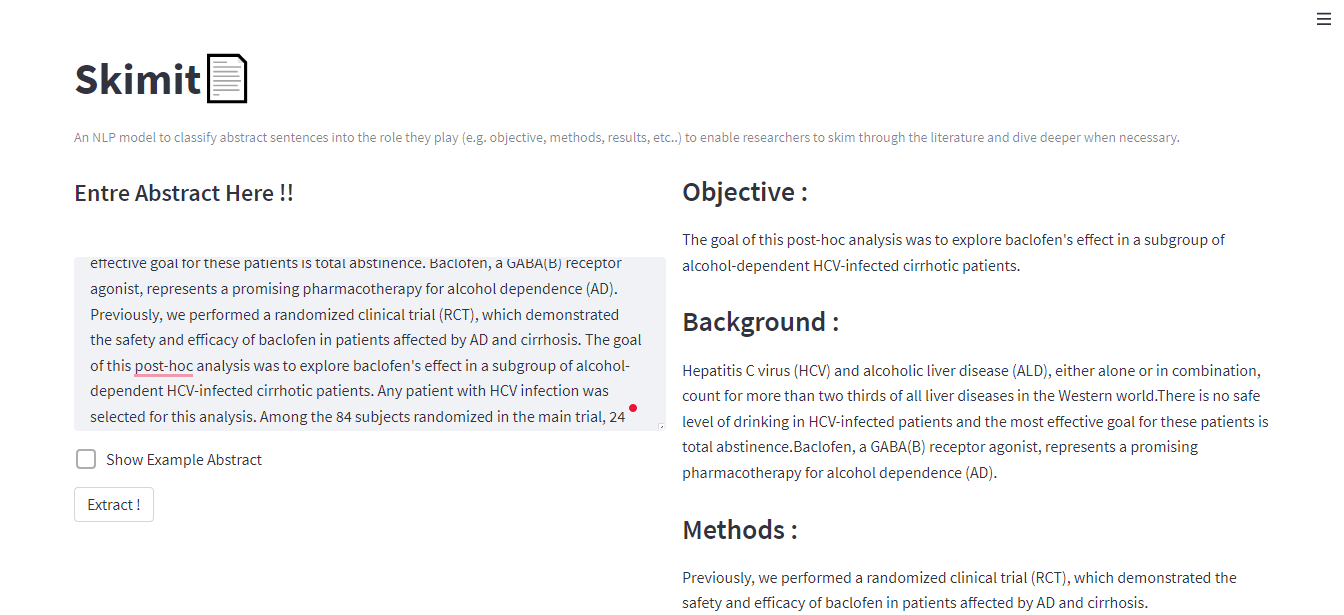 Skimit
An NLP model to classify abstract sentences into the role they play (e.g. objective, methods, results, etc..) to enable researchers to skim through the literature and dive deeper when necessary.
Entre Abstract Here !!
effective goal for these patients is total abstinence. Baclofen, a GABA(B) receptor
agonist, represents a promising pharmacotherapy for alcohol dependence (AD).
Previously, we performed a randomized clinical trial (RCT), which demonstrated
the safety and efficacy of baclofen in patients affected by AD and cirrhosis. The goal
of this post-hoc analysis was to explore baclofen's effect in a subgroup of alcohol-
dependent HCV-infected cirrhotic patients. Any patient with HCV infection was
selected for this analysis. Among the 84 subjects randomized in the main trial, 24
Show Example Abstract
Extract !
Objective :
The goal of this post-hoc analysis was to explore baclofen's effect in a subgroup of
alcohol-dependent HCV-infected cirrhotic patients.
Background :
Hepatitis C virus (HCV) and alcoholic liver disease (ALD), either alone or in combination,
count for more than two thirds of all liver diseases in the Western world.There is no safe
level of drinking in HCV-infected patients and the most effective goal for these patients is
total abstinence.Baclofen, a GABA(B) receptor agonist, represents a promising
pharmacotherapy for alcohol dependence (AD).
Methods :
Previously, we performed a randomized clinical trial (RCT), which demonstrated the
safety and efficacy of baclofen in patients affected by AD and cirrhosis.